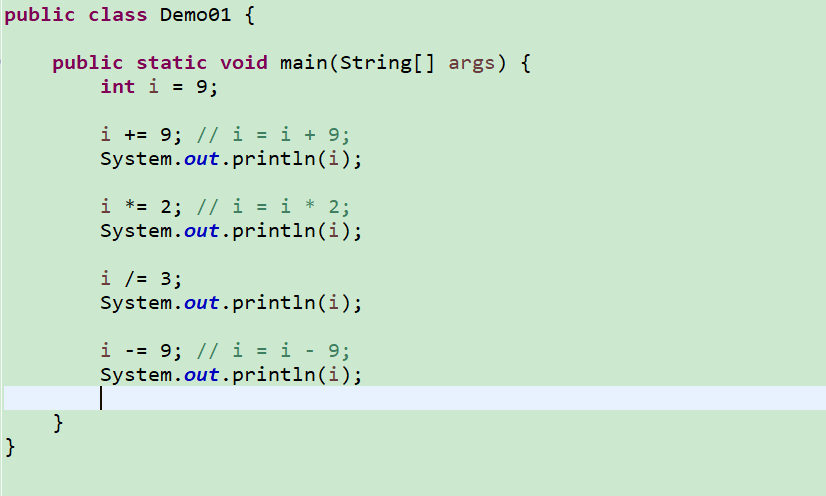 public class Demo01 {
public static void main(String[] args) {
int i = 9;
i += 9; // i = i + 9;
System.out.println(i);
i *= 2; // i = i * 2;
System.out.println(i);
i /= 3;
System.out.println(i);
i -= 9; // i = i - 9;
System.out.println(i);
}
}